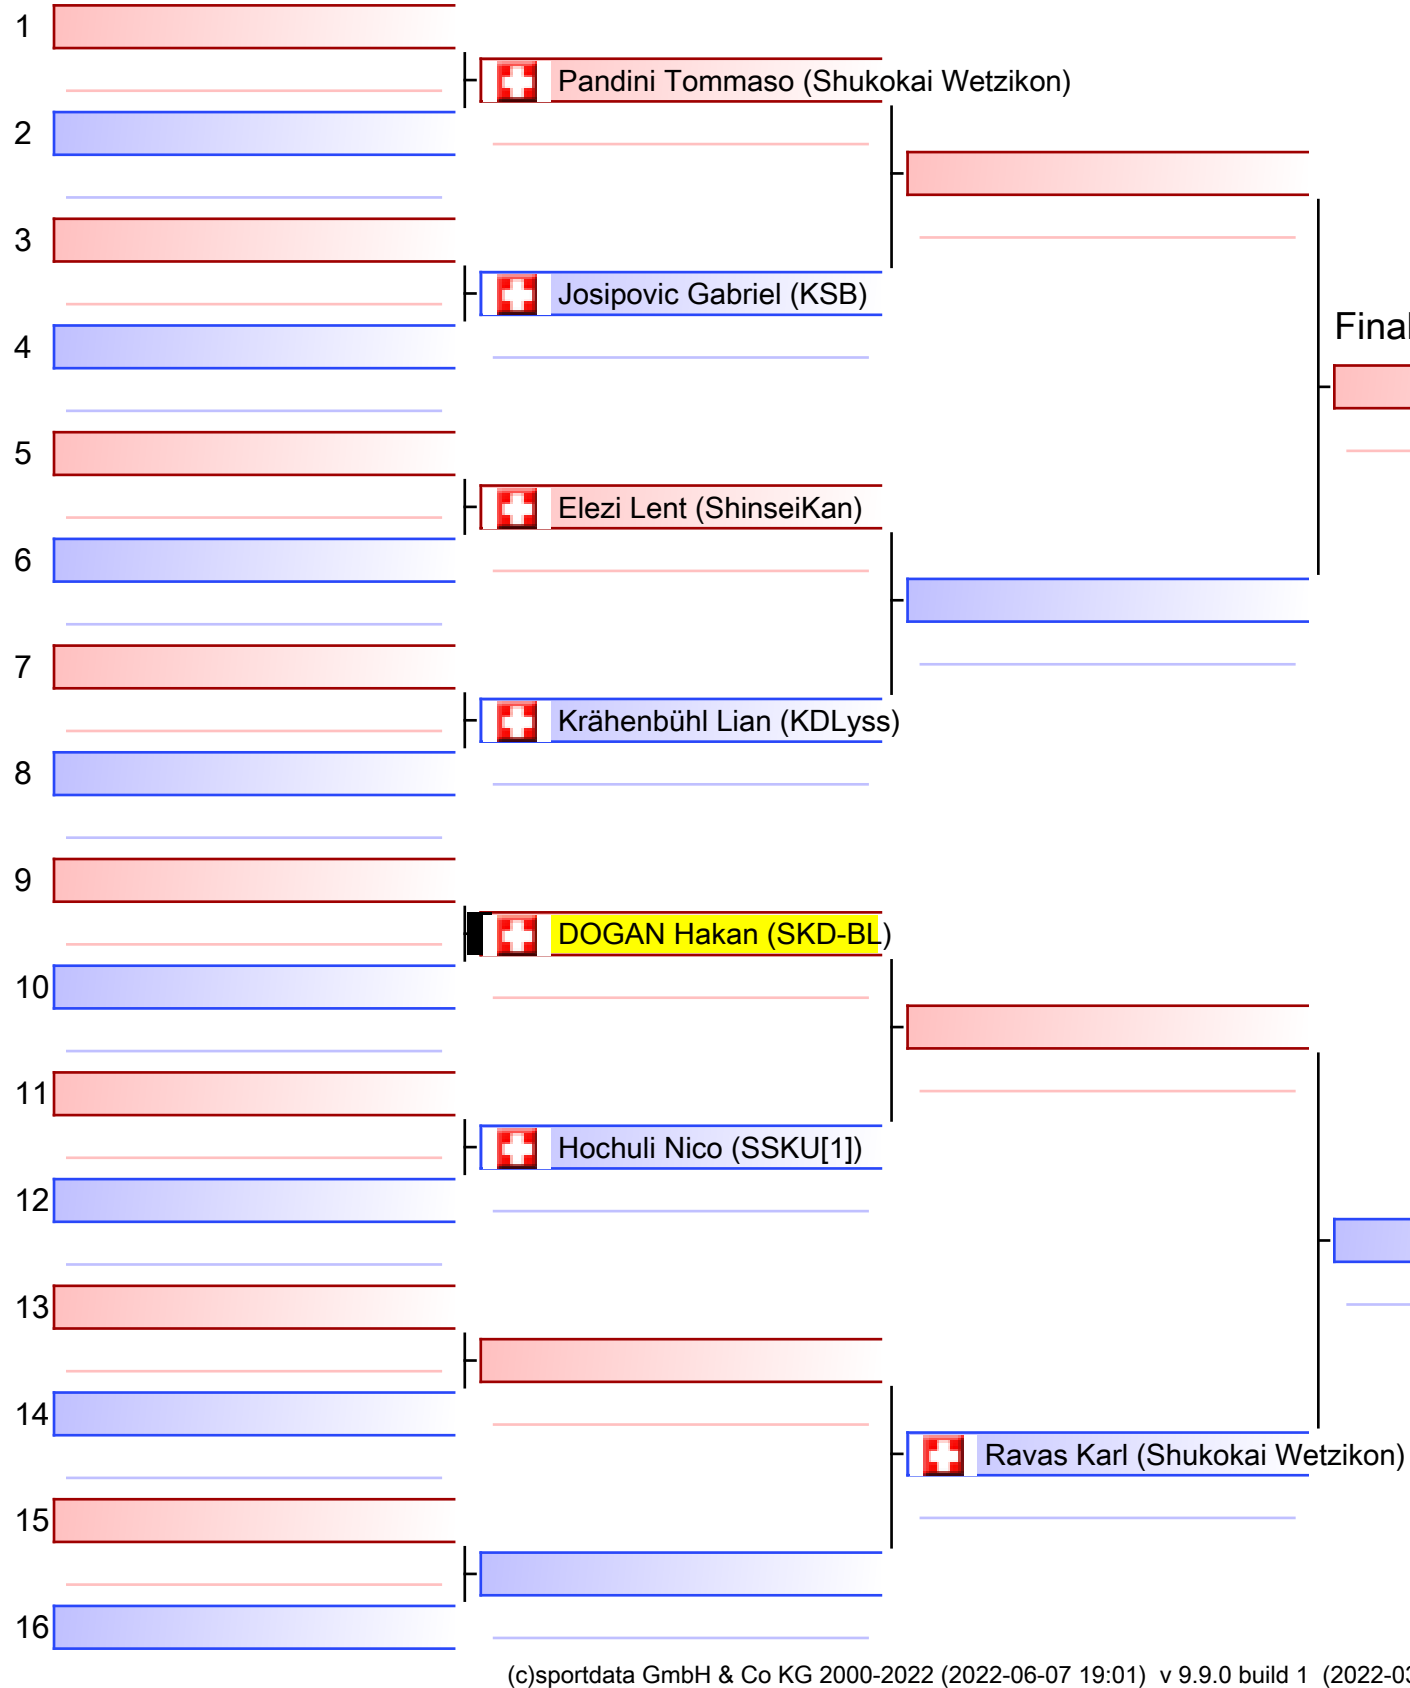 1
Pandini Tommaso (Shukokai Wetzikon)
2
3
Josipovic Gabriel (KSB)
4
Final
5
Elezi Lent (ShinseiKan)
6
7
Krähenbühl Lian (KDLyss)
8
9
DOGAN Hakan (SKD-BL)
10
11
Hochuli Nico (SSKU[1])
12
13
14
Ravas Karl (Shukokai Wetzikon)
15
16
(c)sportdata GmbH & Co KG 2000-2022 (2022-06-07 19:01) v 9.9.0 build 1 (2022-03